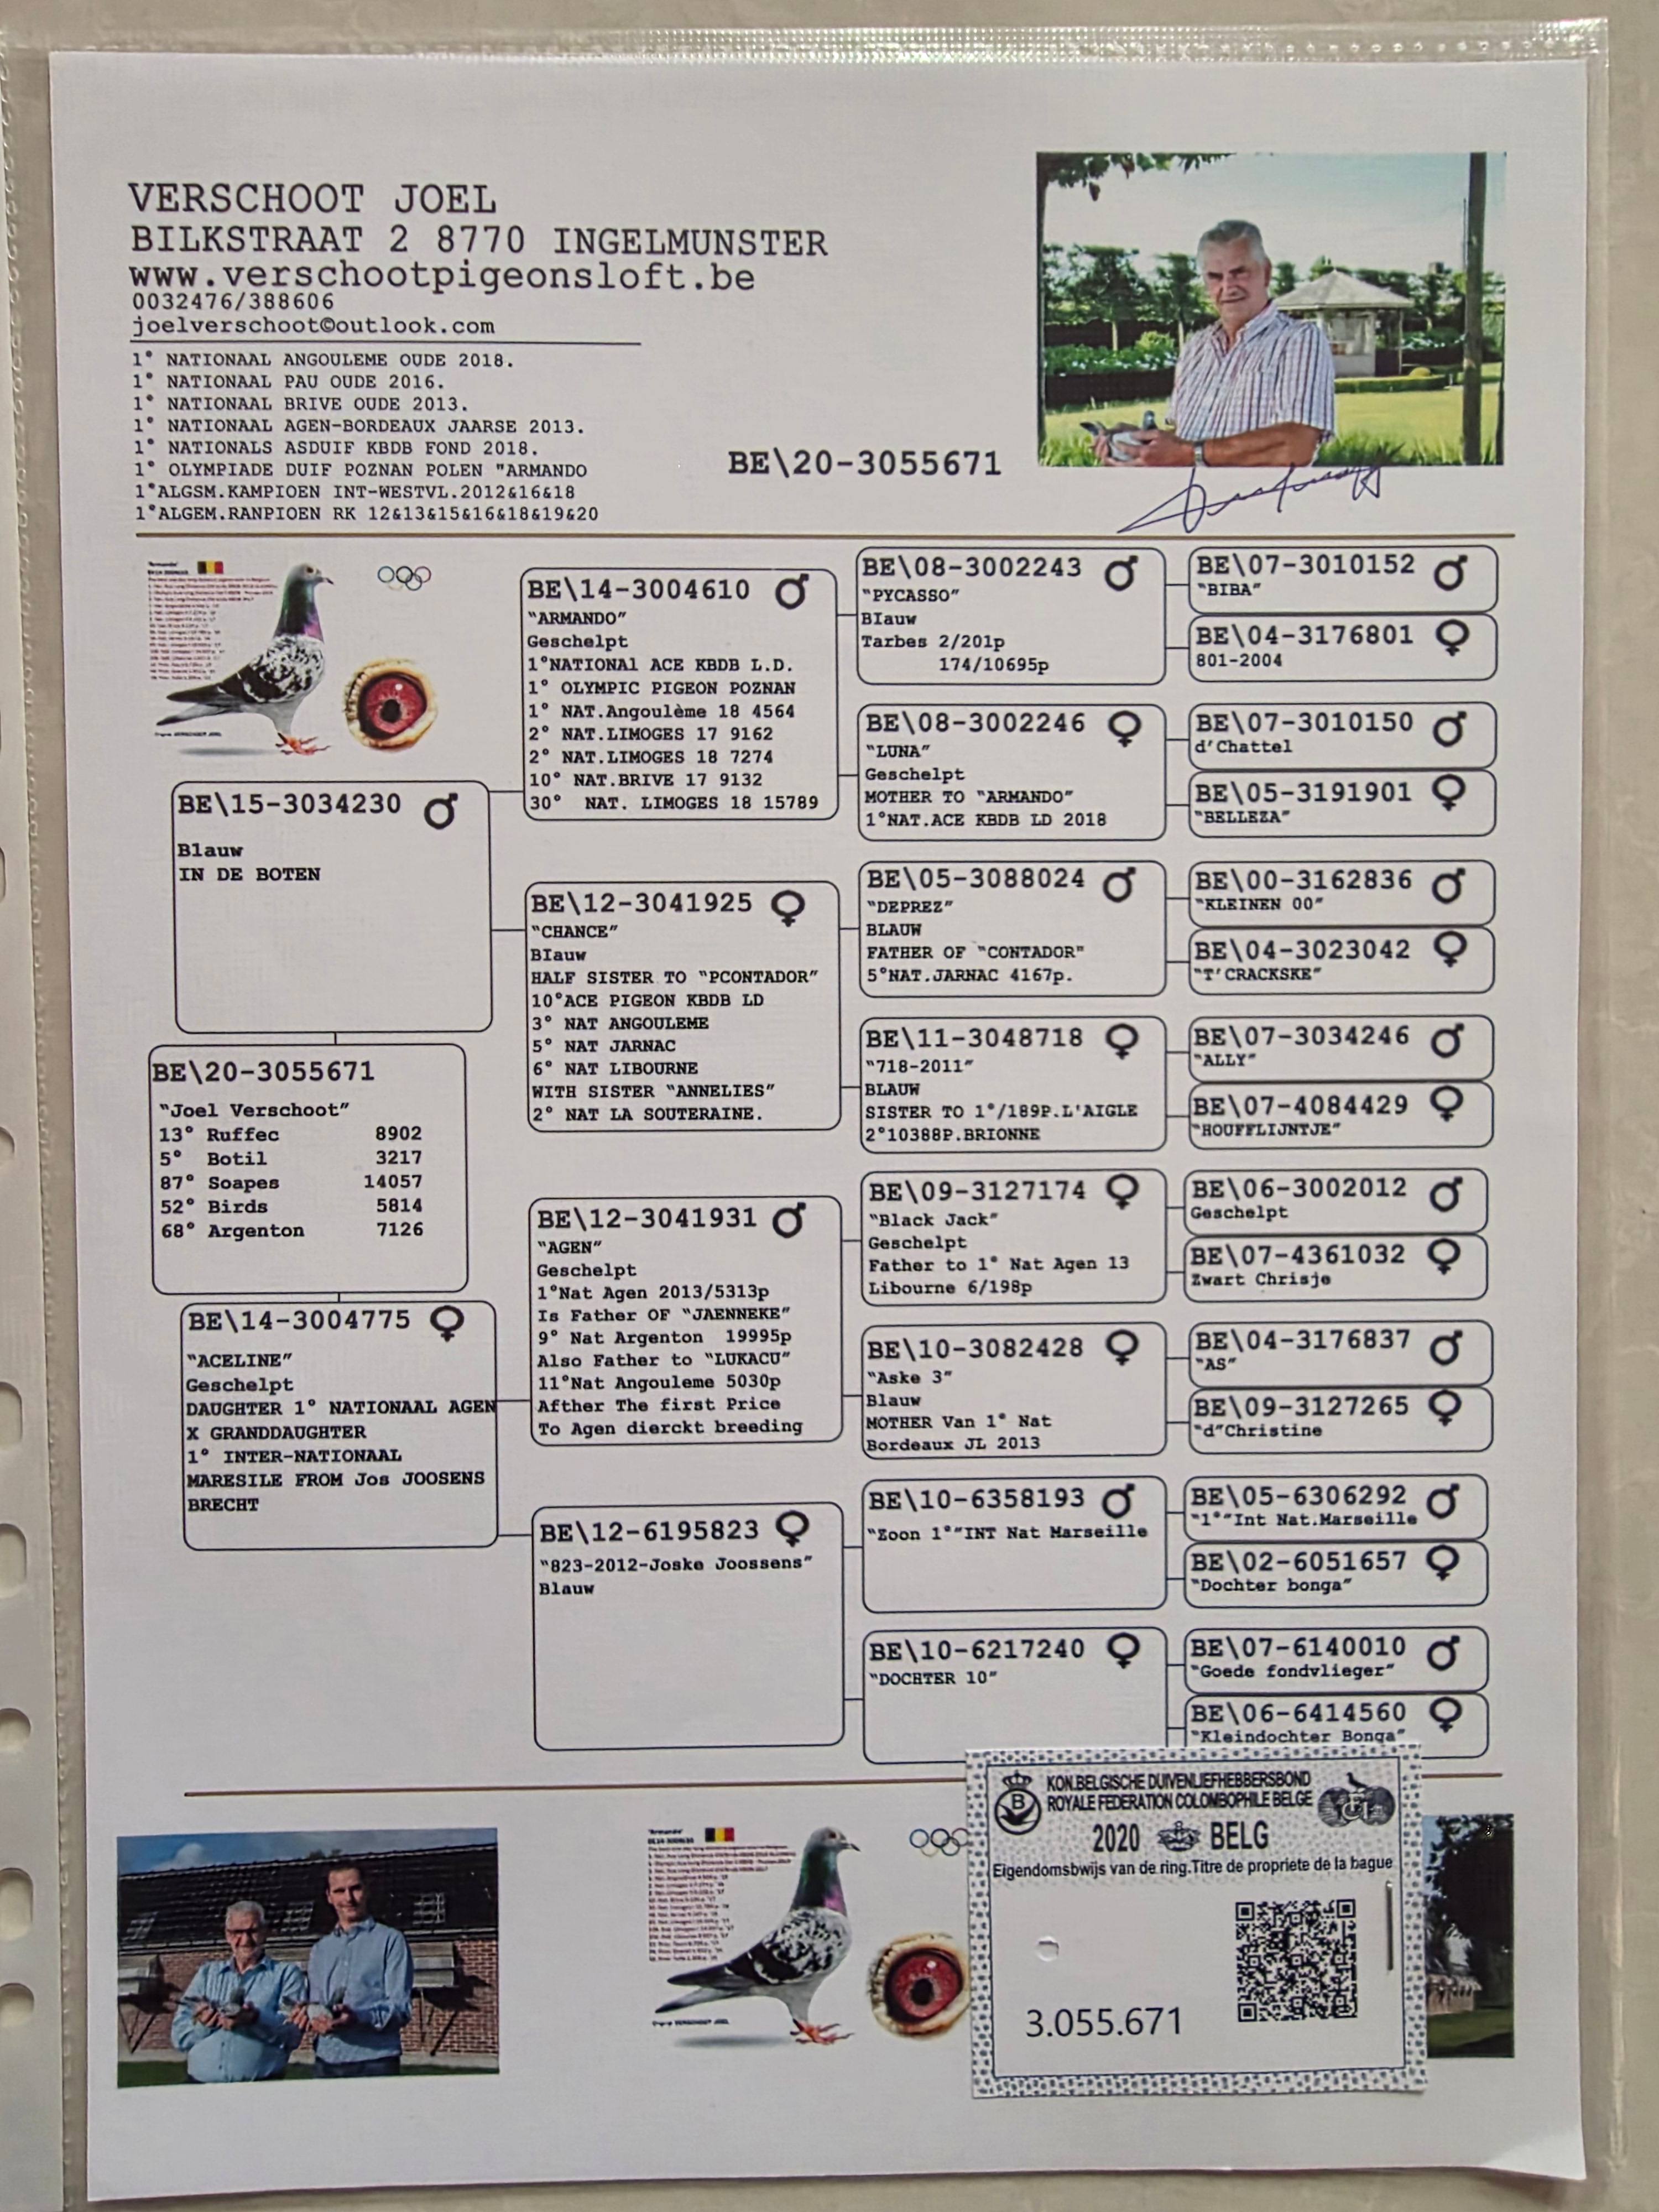 VERSCHOOT JOEL
BILKSTRAAT 2 8770 INGELMUNSTER
www.verschootpigeonsloft.be
0032476/388606
joelverschoot©outlook.com
1° NATIONAAL ANGOULEME OUDE 2018.
1° NATIONAAL PAU OUDE 2016.
1° NATIONAAL BRIVE OUDE 2013.
1° NATIONAAL AGEN-BORDEAUX JAARSE 2013.
1° NATIONALS ASDUIF KBDB FOND 2018.
1° OLYMPIADE DUIF POZNAN POLEN "ARMANDO
1°ALGSM.KAMPIOEN INT-WESTVL.2012&16&18
1°ALGEM.RANPIOEN RK 12&13&15&16&18&19&20
BE\20-3055671
BE\15-3034230 ♂
Blauw
IN DE BOTEN
BE\20-3055671
"Joel Verschoot"
13° Ruffec 8902
5° Botil 3217
87° Soapes 14057
52° Birds 5814
68° Argenton 7126
BE\14-3004775 ♀
"ACELINE"
Geschelpt
DAUGHTER 1° NATIONAAL AGEN
X GRANDDAUGHTER
1° INTER-NATIONAAL
MARESILE FROM Jos JOOSENS
BRECHT
BE\14-3004610 ♂
"ARMANDO"
Geschelpt
1°NATIONAl ACE KBDB L.D.
1° OLYMPIC PIGEON POZNAN
1° NAT.Angoulème 18 4564
2° NAT.LIMOGES 17 9162
2° NAT.LIMOGES 18 7274
10° NAT.BRIVE 17 9132
30° NAT. LIMOGES 18 15789
BE\12-3041925 ♀
"CHANCE"
BIauw
HALF SISTER TO "PCONTADOR"
10°ACE PIGEON KBDB LD
3° NAT ANGOULEME
5° NAT JARNAC
6° NAT LIBOURNE
WITH SISTER "ANNELIES"
2° NAT LA SOUTERAINE.
BE\12-3041931 ♂
"AGEN"
Geschelpt
1°Nat Agen 2013/5313p
Is Father OF "JAENNEKE"
9° Nat Argenton 19995p
Also Father to "LUKACU"
11°Nat Angouleme 5030p
Afther The first Price
To Agen dierckt breeding
BE\12-6195823 ♀
"823-2012-Joske Joossens"
Blauw
BE\08-3002243 ♂
"PYCASSO"
BIauw
Tarbes 2/201p
174/10695p
BE\08-3002246 ♀
"LUNA"
Geschelpt
MOTHER TO "ARMANDO"
1°NAT.ACE KBDB LD 2018
BE\05-3088024 ♂
"DEPREZ"
BLAUW
FATHER OF "CONTADOR"
5°NAT.JARNAC 4167p.
BE\11-3048718 ♀
"718-2011"
BLAUW
SISTER TO 1°/189P.L'AIGLE
2°10388P.BRIONNE
BE\09-3127174 ♀
"Black Jack"
Geschelpt
Father to 1° Nat Agen 13
Libourne 6/198p
BE\10-3082428 ♀
"Aske 3"
Blauw
MOTHER Van 1° Nat
Bordeaux JL 2013
BE\10-6358193 ♂
"Zoon 1°"INT Nat Marseille
BE\10-6217240 ♀
"DOCHTER 10"
BE\07-3010152 ♂
"BIBA"
BE\04-3176801 ♀
801-2004
BE\07-3010150 ♂
d'Chattel
BE\05-3191901 ♀
"BELLEZA"
BE\00-3162836 ♂
"KLEINEN 00"
BE\04-3023042 ♀
"T'CRACKSKE"
BE\07-3034246 ♂
"ALLY"
BE\07-4084429 ♀
"HOUFFLIJNTJE"
BE\06-3002012 ♂
Geschelpt
BE\07-4361032 ♀
Zwart Chrisje
BE\04-3176837 ♂
"AS"
BE\09-3127265 ♀
"d"Christine
BE\05-6306292 ♂
"1°"Int Nat.Marseille
BE\02-6051657 ♀
"Dochter bonga"
BE\07-6140010 ♂
"Goede fondvlieger"
BE\06-6414560 ♀
"Kleindochter Bonga"
KON.BELGISCHE DUIVENLIEFHEBBERSBOND
ROYALE FEDERATION COLOMBOPHILE BELGE
2020 BELG
Eigendomsbwijs van de ring.Titre de propriete de la bague
3.055.671